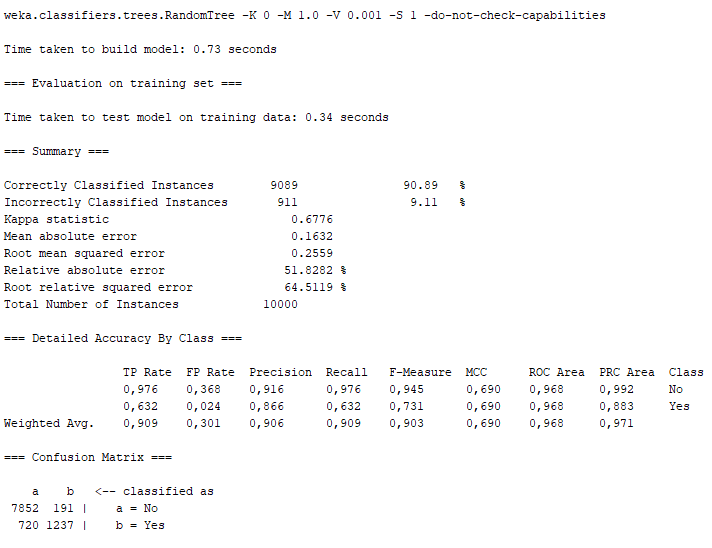 weka.classifiers.trees.RandomTree -K 0 -M 1.0 -V 0.001 -S 1 -do-not-check-capabilities
Time taken to build model: 0.73 seconds
=== Evaluation on training set ===
Time taken to test model on training data: 0.34 seconds
=== Summary ===
Correctly Classified Instances 9089 90.89 %
Incorrectly Classified Instances 911 9.11 %
Kappa statistic 0.6776
Mean absolute error 0.1632
Root mean squared error 0.2559
Relative absolute error 51.8282 %
Root relative squared error 64.5119 %
Total Number of Instances 10000
=== Detailed Accuracy By Class ===
TP Rate FP Rate Precision Recall F-Measure MCC ROC Area PRC Area Class
0,976 0,368 0,916 0,976 0,945 0,690 0,968 0,992 No
0,632 0,024 0,866 0,632 0,731 0,690 0,968 0,883 Yes
Weighted Avg. 0,909 0,301 0,906 0,909 0,903 0,690 0,968 0,971
=== Confusion Matrix ===
a b <-- classified as
7852 191 | a = No
720 1237 | b = Yes